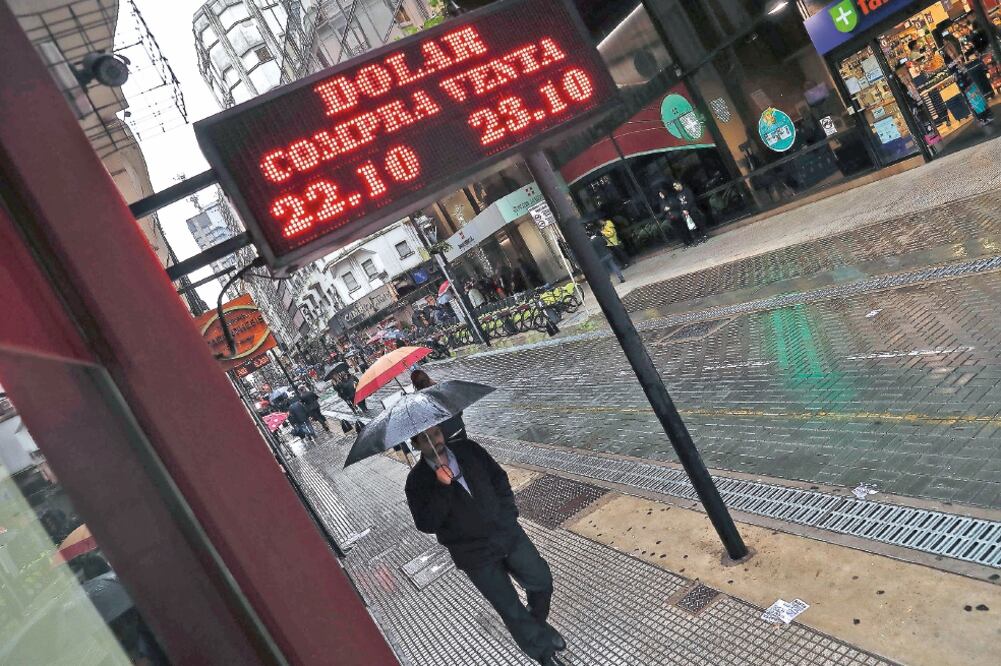 DOLAR
COMPRA VENTA
22.10 23.10